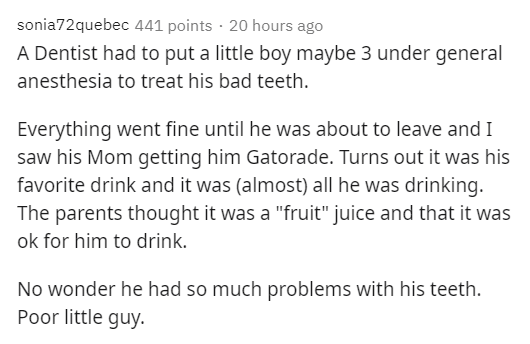 sonia72quebec 441 points · 20 hours ago
A Dentist had to put a little boy maybe 3 under general
anesthesia to treat his bad teeth.
Everything went fine until he was about to leave and I
saw his Mom getting him Gatorade. Turns out it was his
favorite drink and it was (almost) all he was drinking.
The parents thought it was a "fruit" juice and that it was
ok for him to drink.
No wonder he had so much problems with his teeth.
Poor little guy.